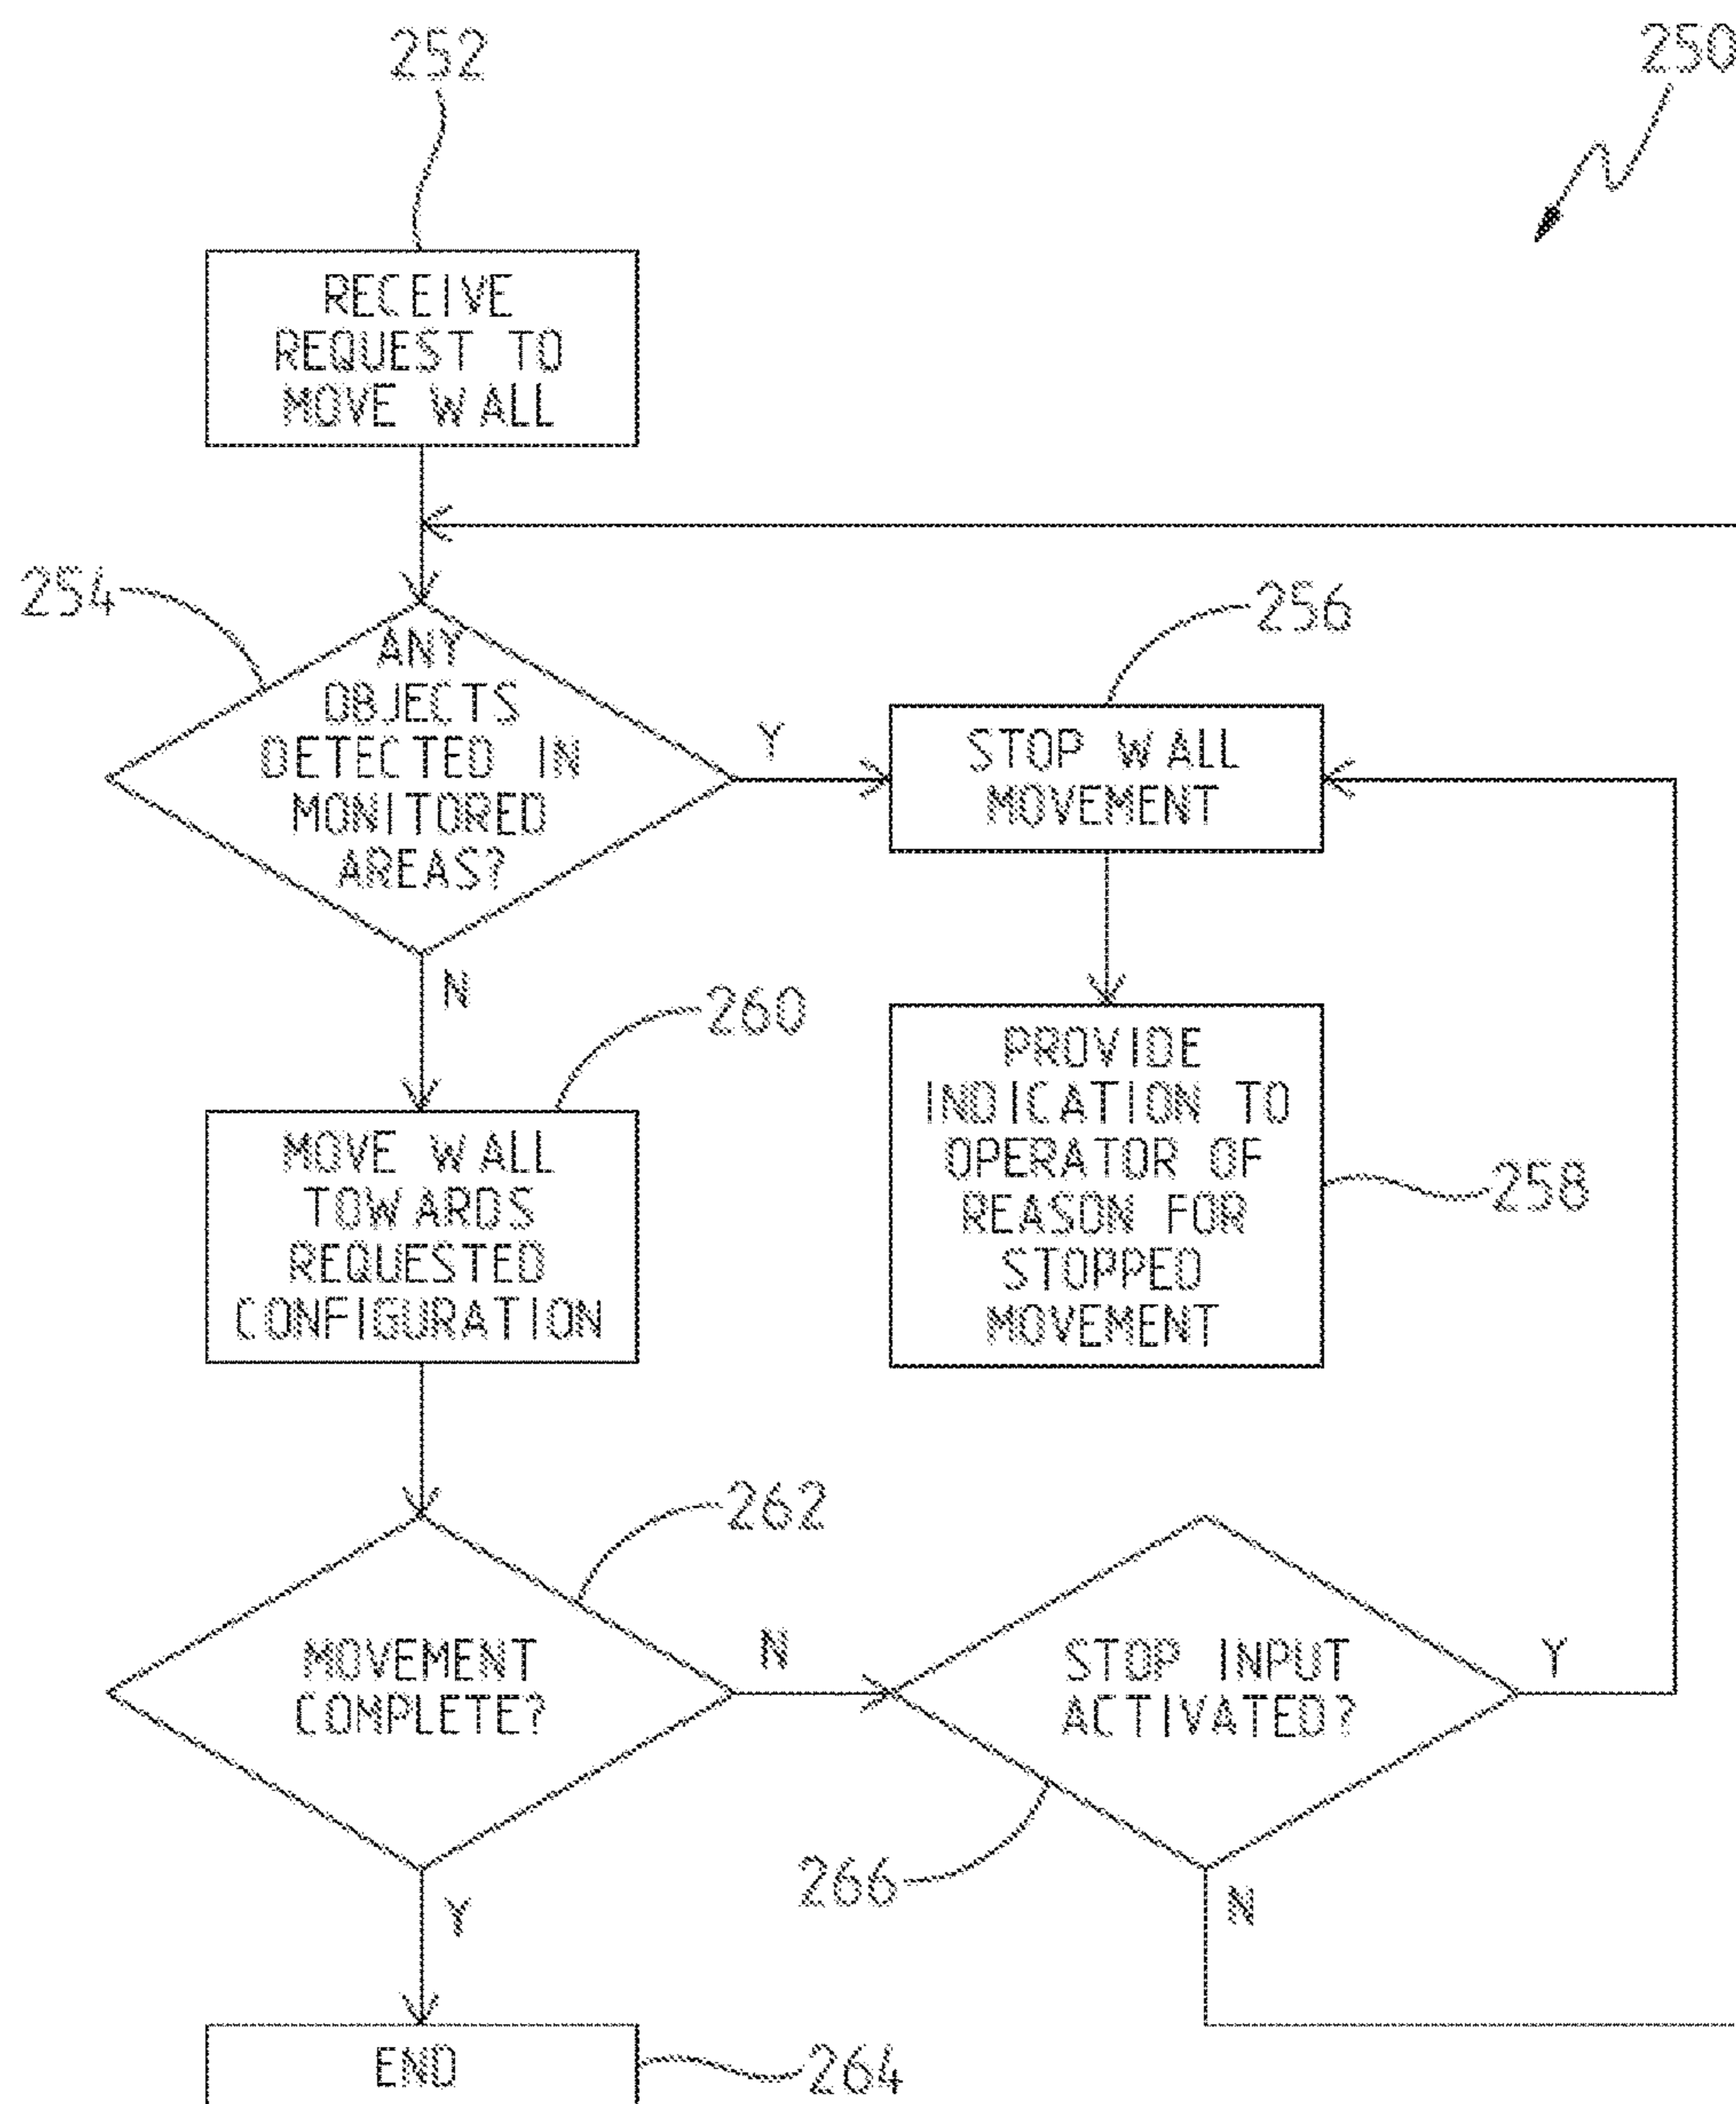 252
250
RECEIVE
REQUEST TO
MOVE WALL
254
ANY
OBJECTS
DETECTED IN
MONITORED
AREAS?
Y
N
256
STOP WALL
MOVEMENT
260
MOVE WALL
TOWARDS
REQUESTED
CONFIGURATION
PROVIDE
INDICATION TO
OPERATOR OF
REASON FOR
STOPPED
MOVEMENT
258
262
MOVEMENT
COMPLETE?
N
Y
STOP INPUT
ACTIVATED?
Y
266
N
END
264